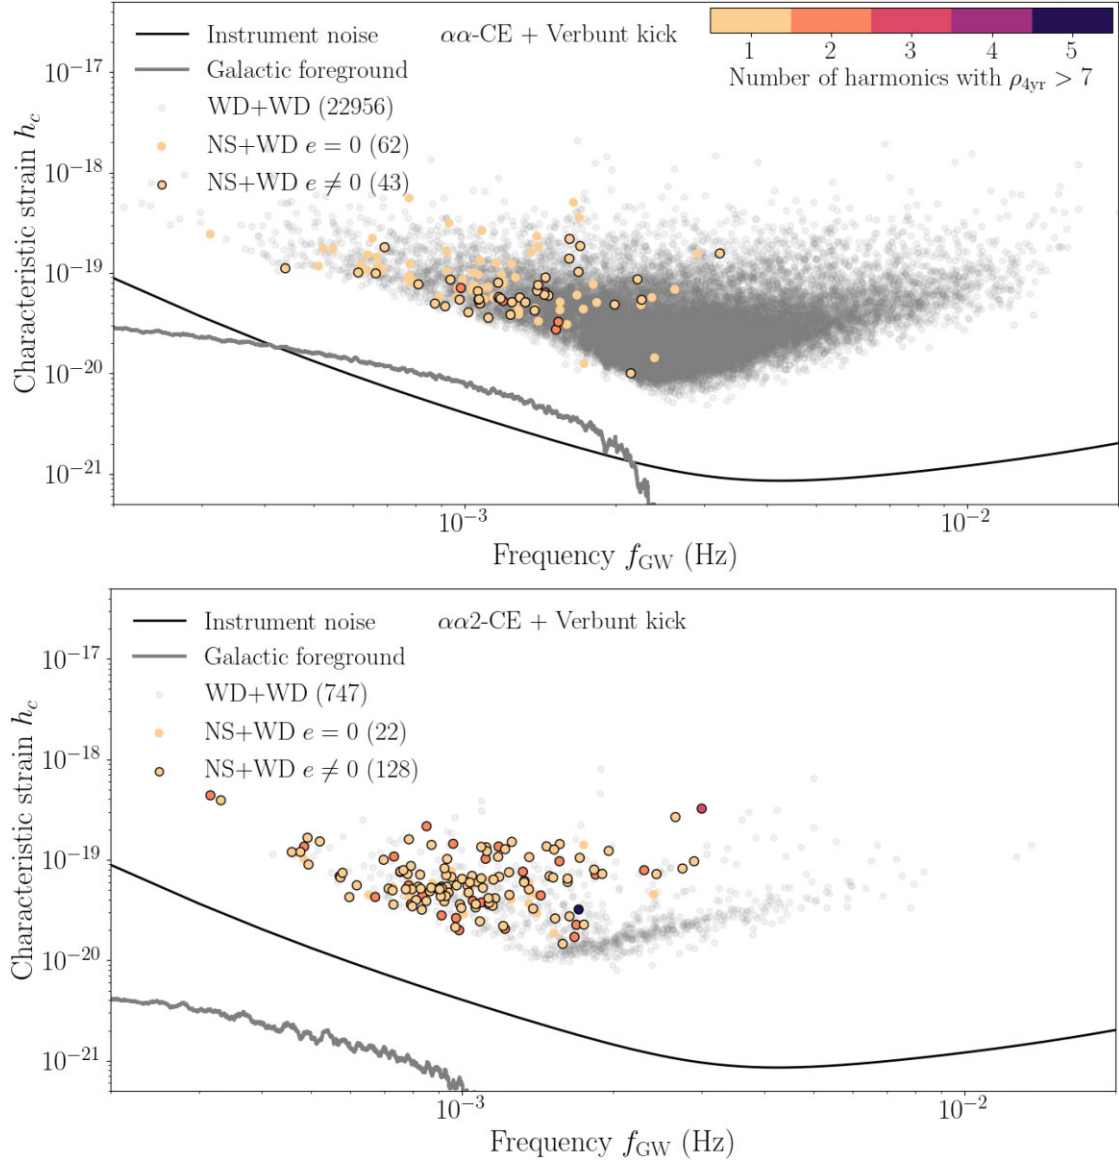 Instrument noise
αα-CE + Verbunt kick
Galactic foreground
WD+WD (22956)
NS+WD e = 0 (62)
NS+WD e ≠ 0 (43)
1 2 3 4 5
Number of harmonics with ρ4yr > 7
Characteristic strain hc
10−17
10−18
10−19
10−20
10−21
10−3
10−2
Frequency fGW (Hz)
Instrument noise
αα2-CE + Verbunt kick
Galactic foreground
WD+WD (747)
NS+WD e = 0 (22)
NS+WD e ≠ 0 (128)
Characteristic strain hc
10−17
10−18
10−19
10−20
10−21
10−3
10−2
Frequency fGW (Hz)